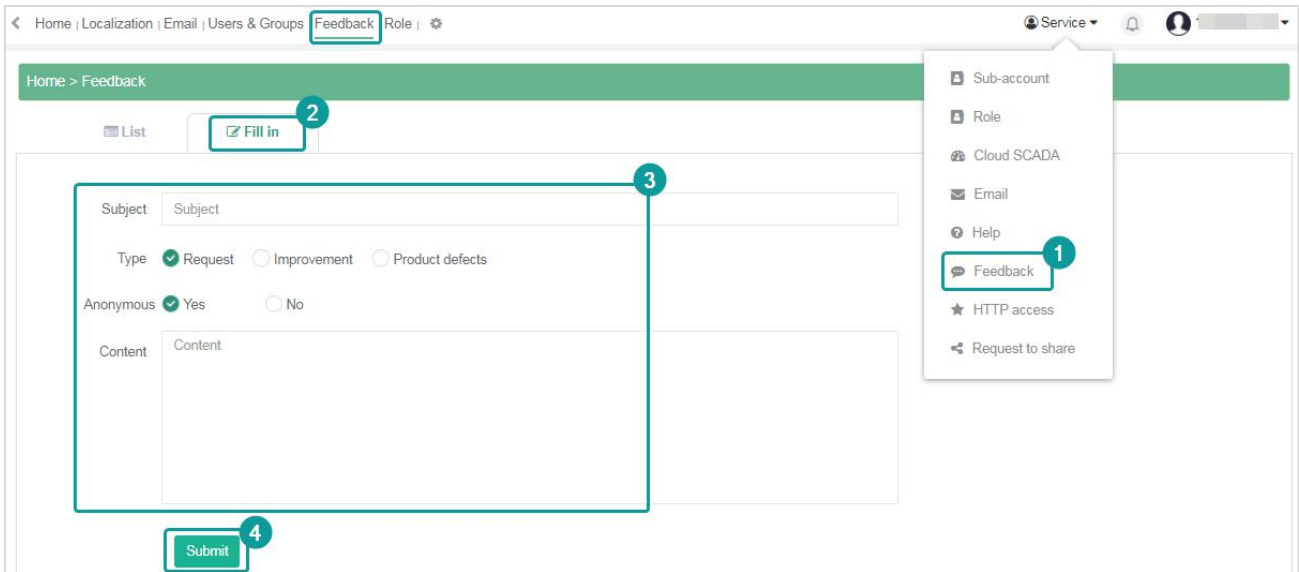 Home | Localization | Email | Users & Groups | Feedback | Role |
Service
Home > Feedback
List
2
Fill in
3
Subject
Subject
Type
Request
Improvement
Product defects
Anonymous
Yes
No
Content
Content
4
Submit
Sub-account
Role
Cloud SCADA
Email
Help
1
Feedback
HTTP access
Request to share